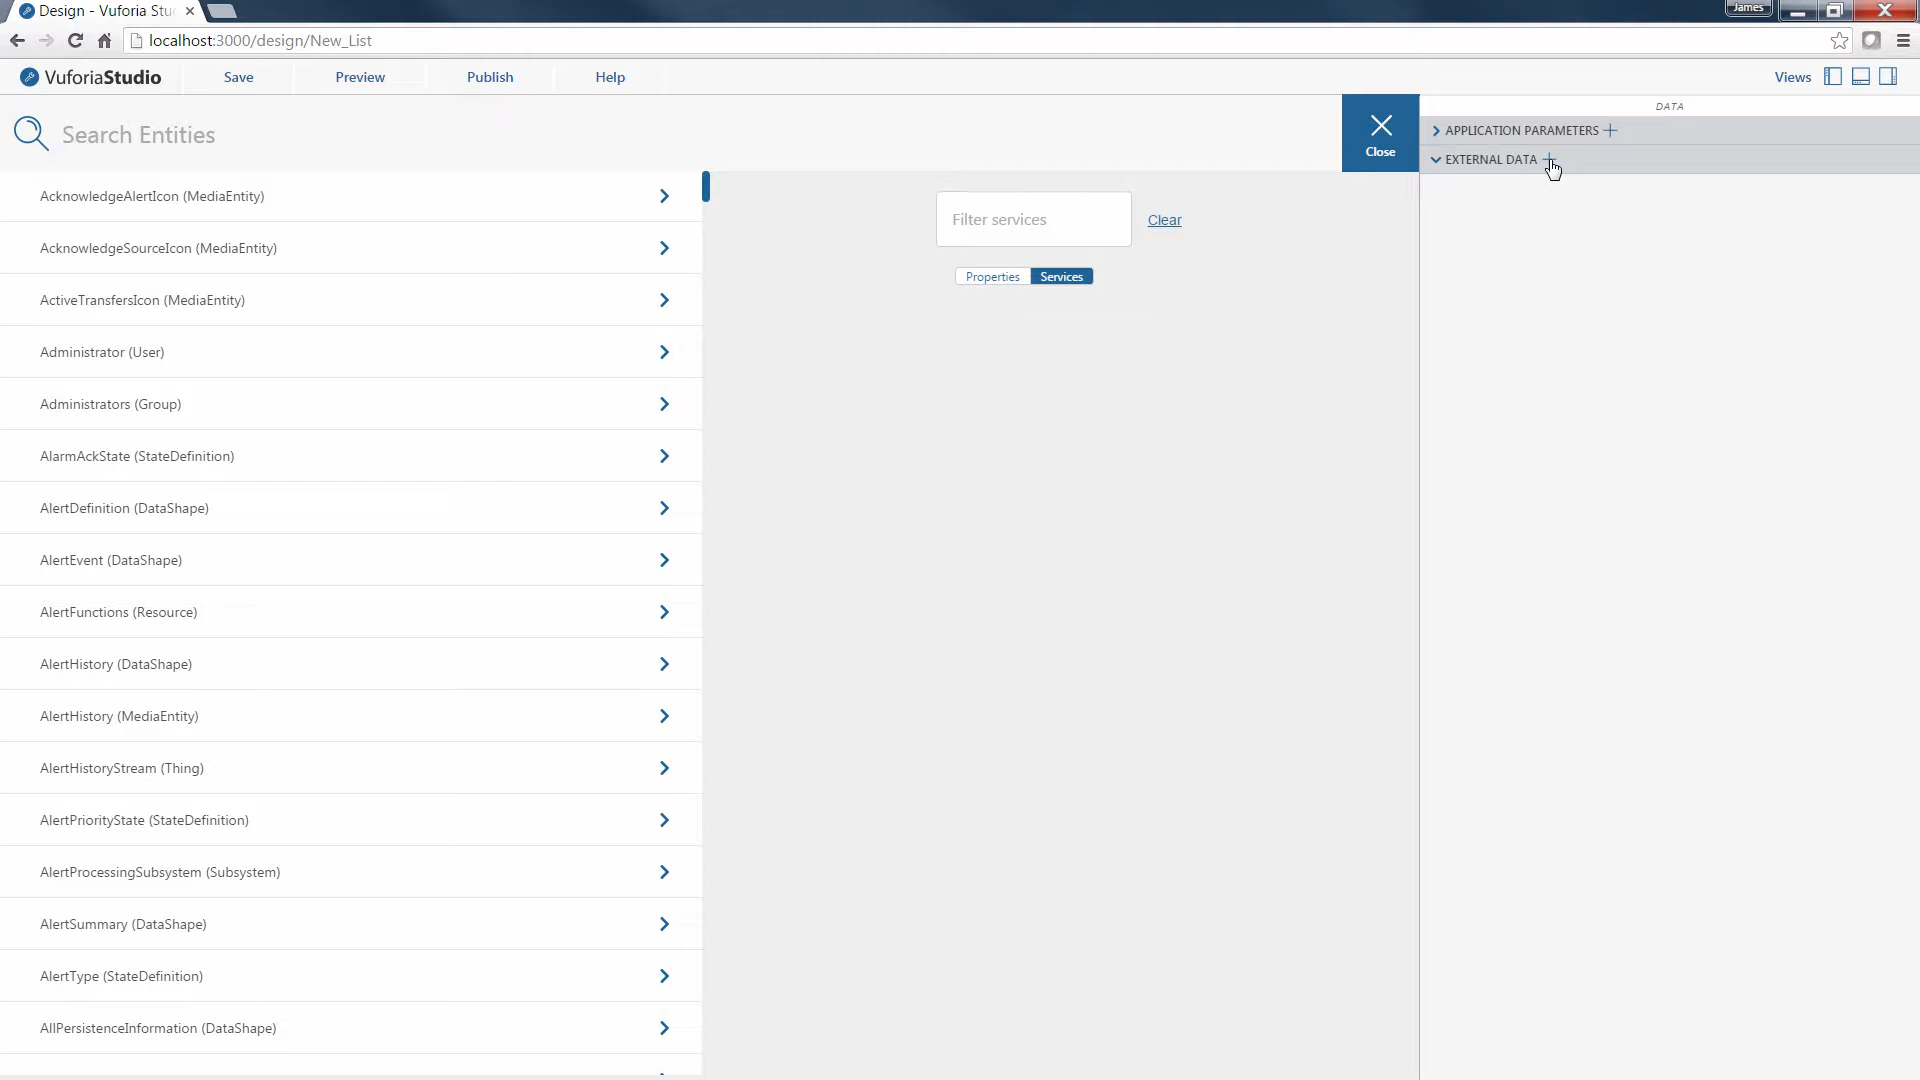 Design - Vuforia Stu
James
localhost:3000/design/New_List
VuforiaStudio
Save
Preview
Publish
Help
Views
Search Entities
Close
DATA
APPLICATION PARAMETERS
EXTERNAL DATA
AcknowledgeAlertIcon (MediaEntity)
AcknowledgeSourceIcon (MediaEntity)
ActiveTransfersIcon (MediaEntity)
Administrator (User)
Administrators (Group)
AlarmAckState (StateDefinition)
AlertDefinition (DataShape)
AlertEvent (DataShape)
AlertFunctions (Resource)
AlertHistory (DataShape)
AlertHistory (MediaEntity)
AlertHistoryStream (Thing)
AlertPriorityState (StateDefinition)
AlertProcessingSubsystem (Subsystem)
AlertSummary (DataShape)
AlertType (StateDefinition)
AllPersistenceInformation (DataShape)
Filter services
Clear
Properties
Services